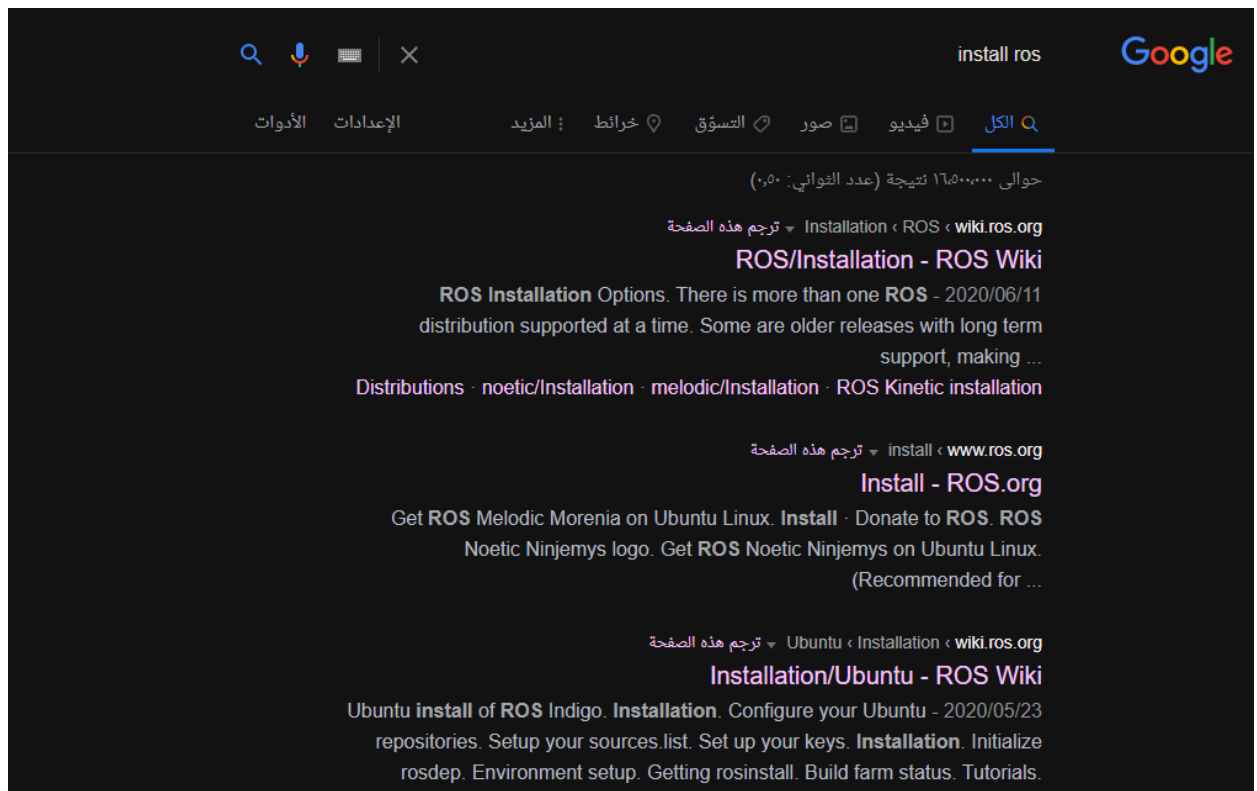 Google
install ros
الكل
فيديو
صور
التسوّق
خرائط
المزيد
الإعدادات
الأدوات
حوالى ١٦٬٥٠٠٬٠٠٠ نتيجة (عدد الثواني: ٠٫٥٠)
wiki.ros.org › ROS › Installation ترجم هذه الصفحة
ROS/Installation - ROS Wiki
2020/06/11 - ROS Installation Options. There is more than one ROS
distribution supported at a time. Some are older releases with long term
support, making ...
Distributions · noetic/Installation · melodic/Installation · ROS Kinetic installation
www.ros.org › install ترجم هذه الصفحة
Install - ROS.org
Get ROS Melodic Morenia on Ubuntu Linux. Install · Donate to ROS. ROS
Noetic Ninjemys logo. Get ROS Noetic Ninjemys on Ubuntu Linux.
(Recommended for ...
wiki.ros.org › Installation › Ubuntu ترجم هذه الصفحة
Installation/Ubuntu - ROS Wiki
2020/05/23 - Ubuntu install of ROS Indigo. Installation. Configure your Ubuntu
repositories. Setup your sources.list. Set up your keys. Installation. Initialize
rosdep. Environment setup. Getting rosinstall. Build farm status. Tutorials.